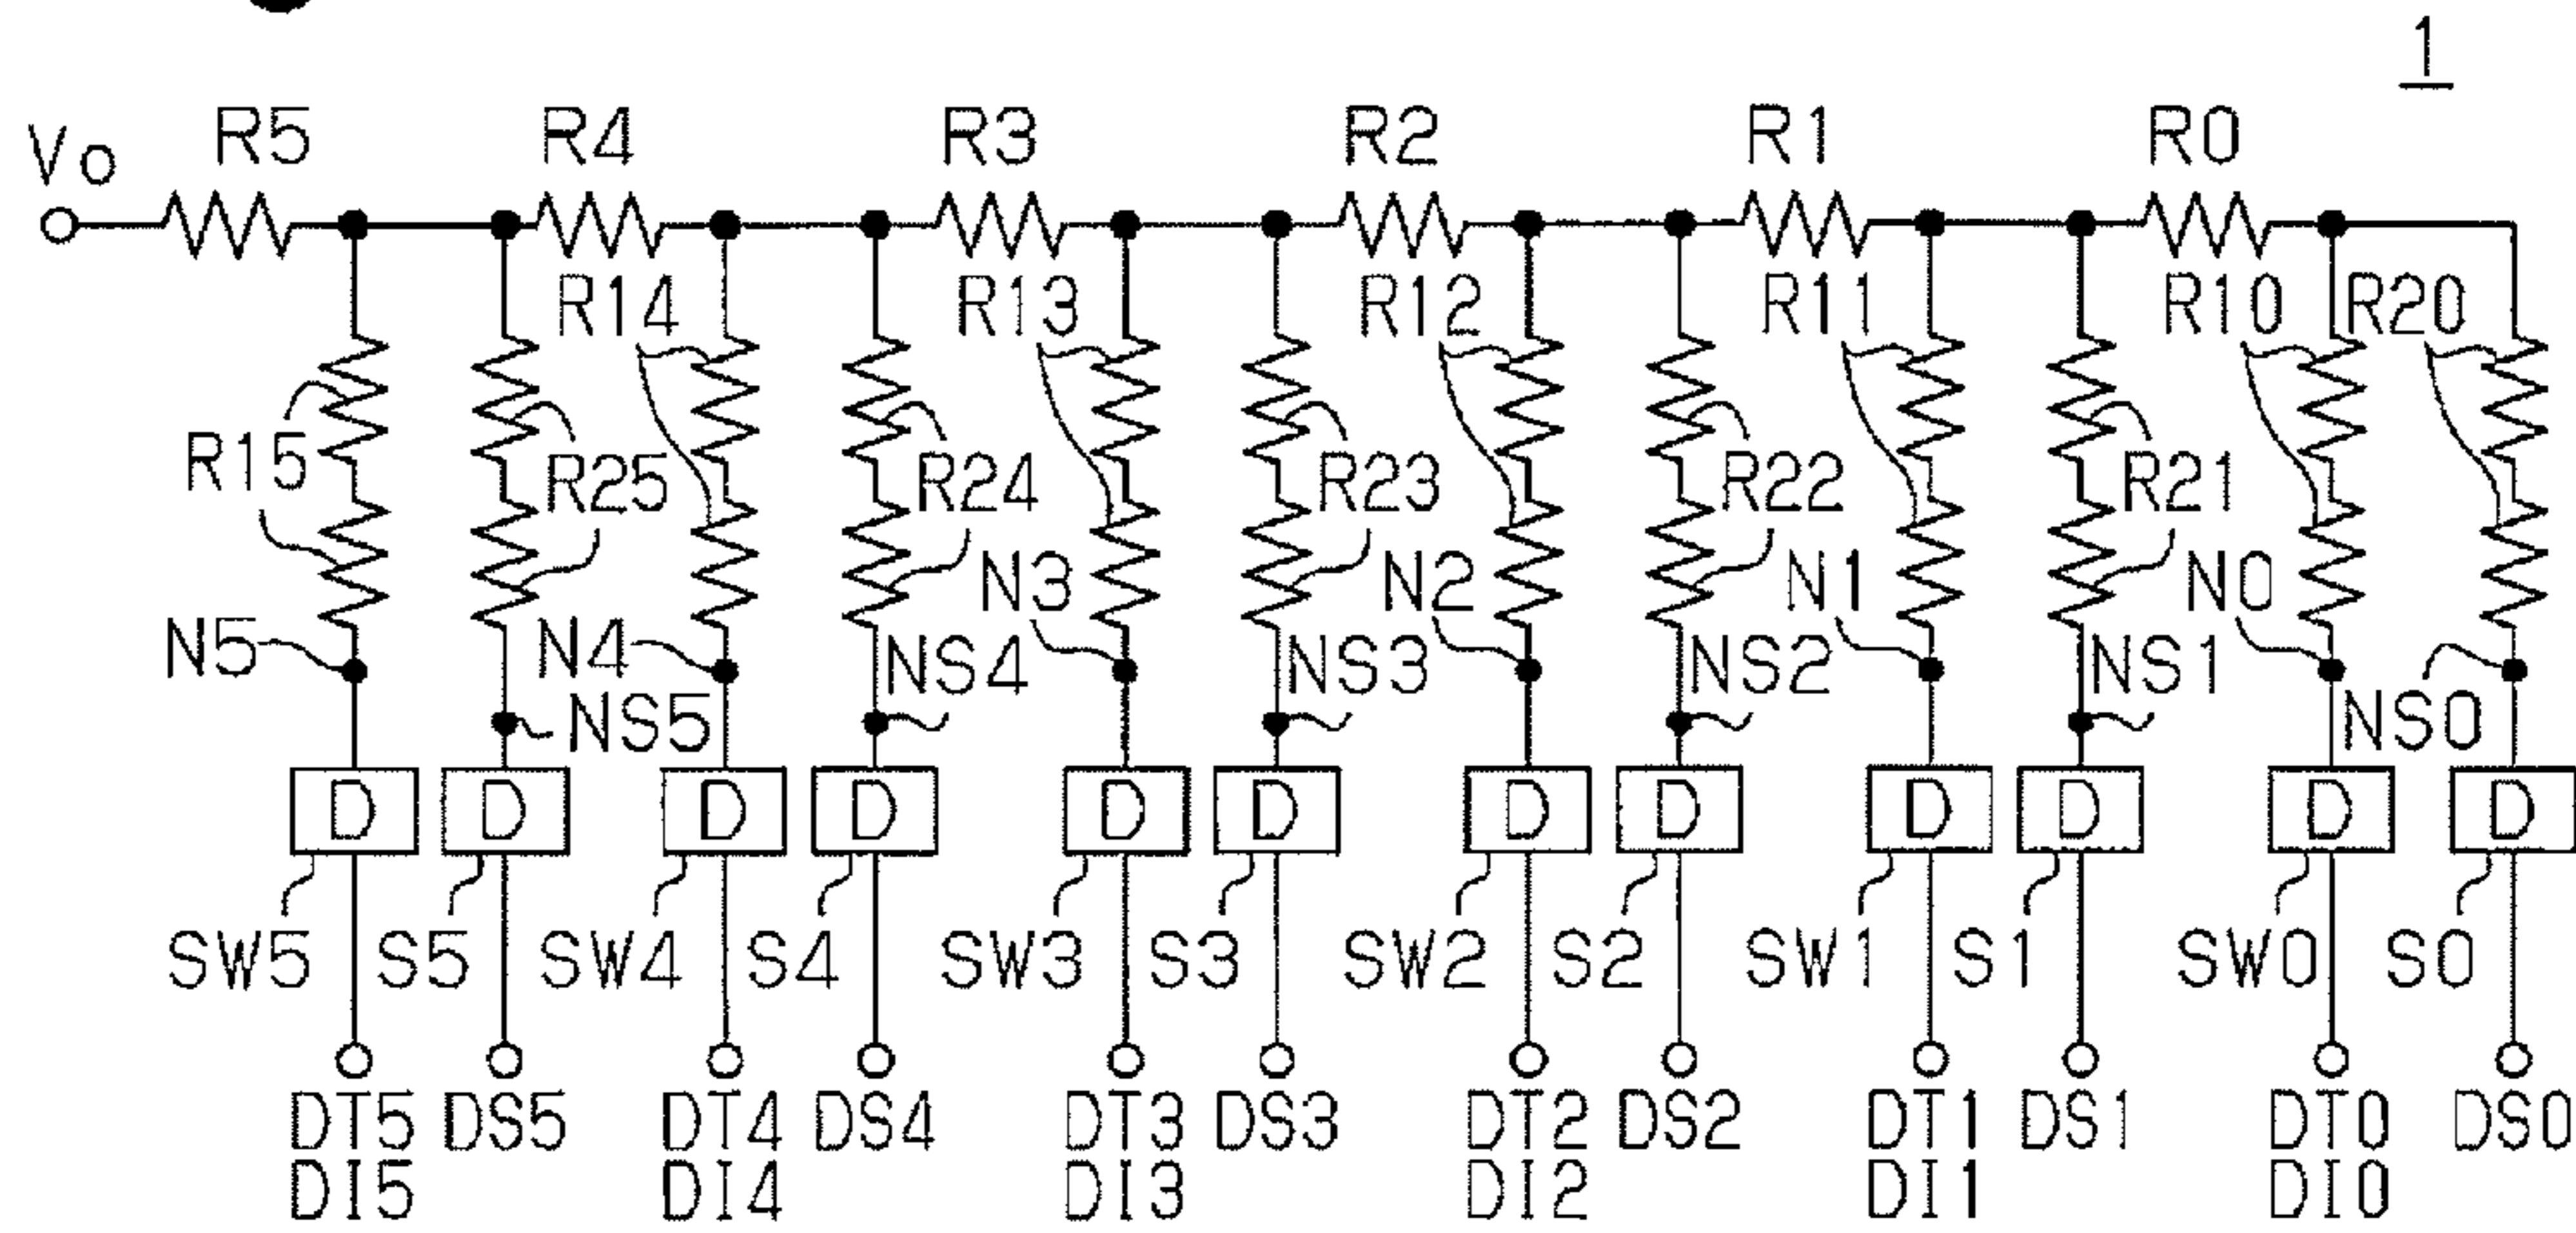 1
Vo R5 R4 R3 R2 R1 R0
R14 R13 R12 R11 R10 R20
R15 R25 R24 R23 R22 R21
N3 N2 N1 N0
N5 N4 NS4 NS3 NS2 NS1
NS5 NS0
D D D D D D D D D D D D
SW5 S5 SW4 S4 SW3 S3 SW2 S2 SW1 S1 SW0 S0
DT5 DS5 DT4 DS4 DT3 DS3 DT2 DS2 DT1 DS1 DT0 DS0
DI5 DI4 DI3 DI2 DI1 DI0